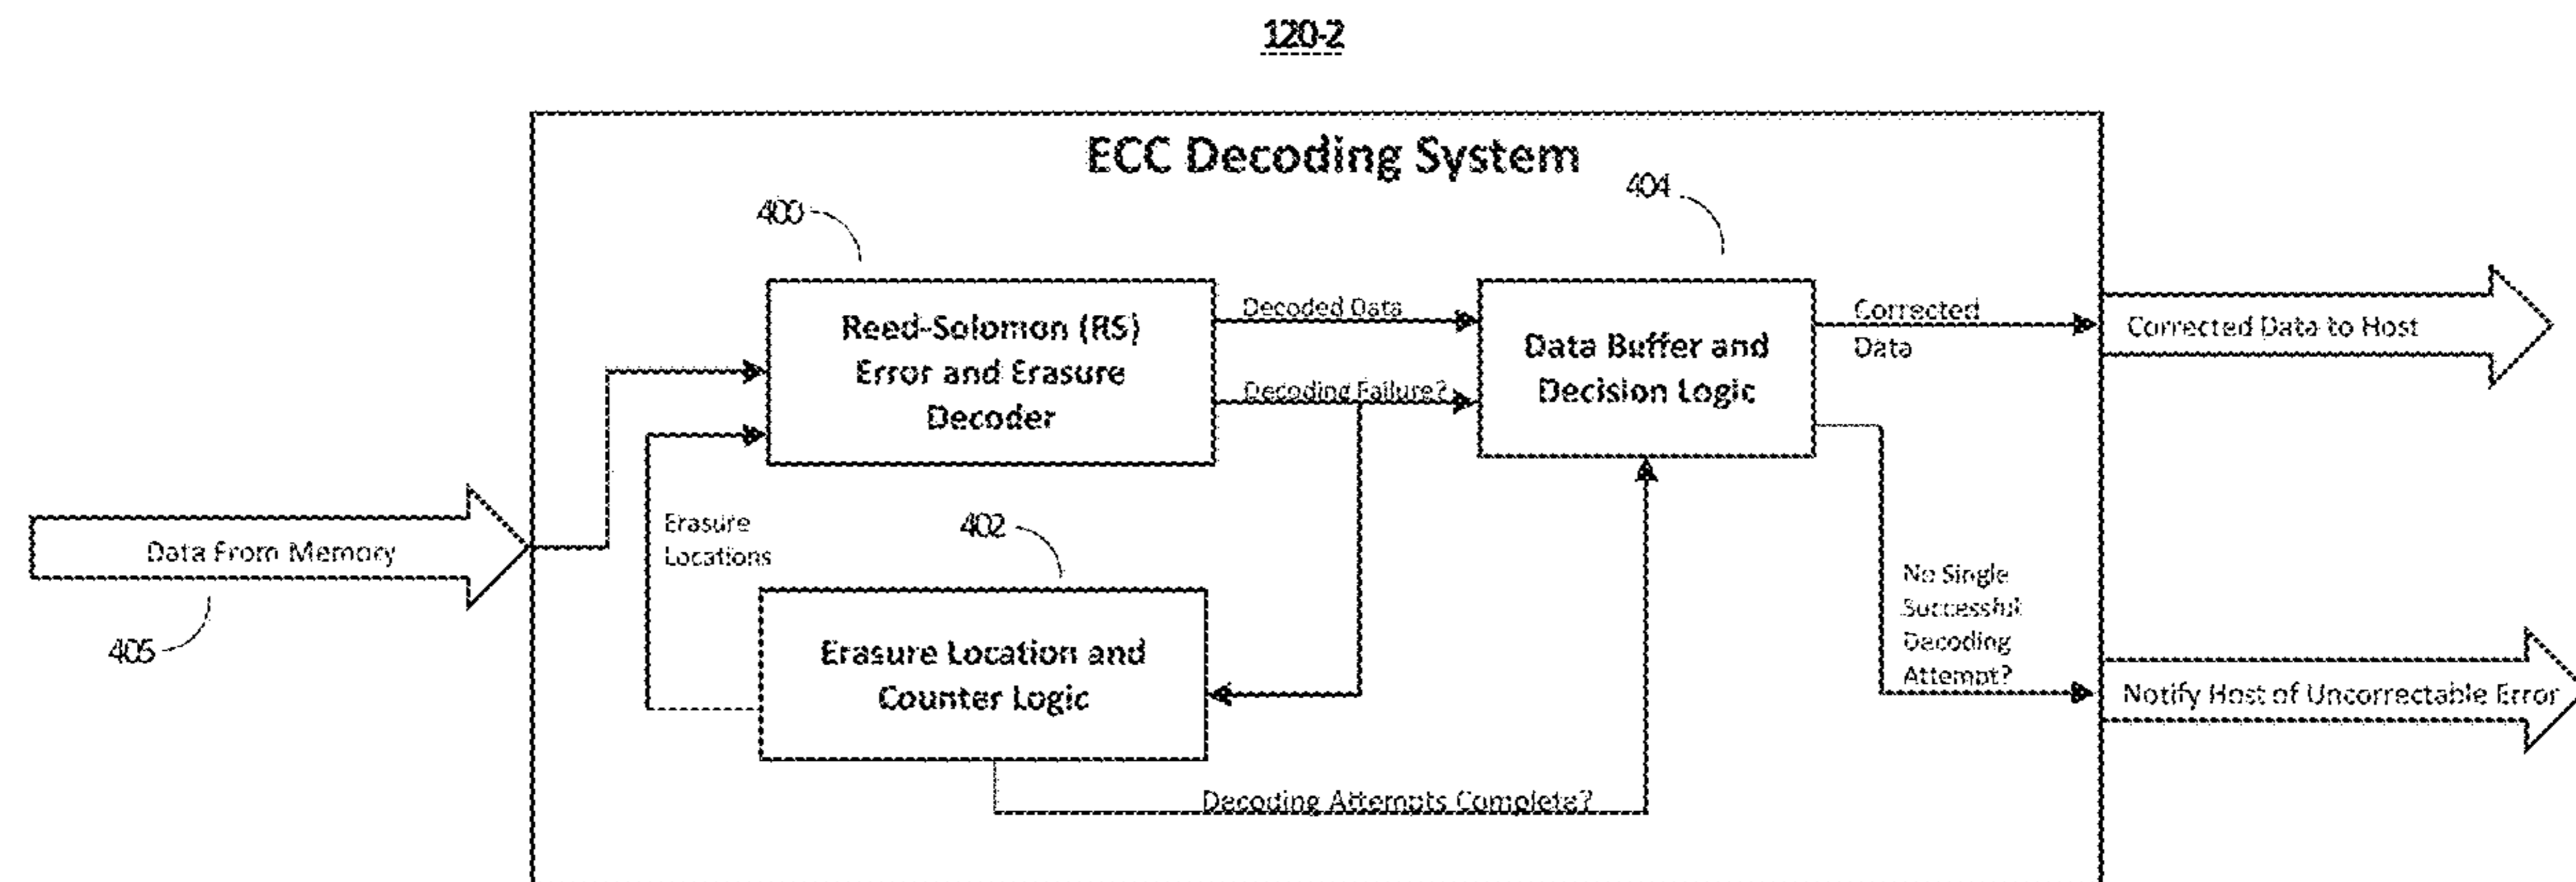 120-2
ECC Decoding System
400
404
Reed-Solomon (RS)
Error and Erasure
Decoder
Decoded Data
Decoding Failure?
Data Buffer and
Decision Logic
Corrected
Data
Corrected Data to Host
Data From Memory
405
Erasure
Locations
402
Erasure Location and
Counter Logic
Decoding Attempts Complete?
No Single
Successful
Decoding
Attempt?
Notify Host of Uncorrectable Error